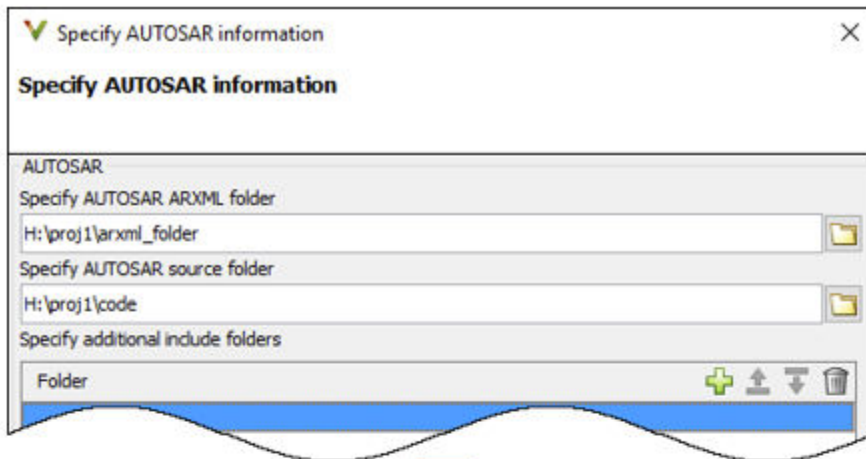 Specify AUTOSAR information
Specify AUTOSAR information
AUTOSAR
Specify AUTOSAR ARXML folder
H:\proj1\arxml_folder
Specify AUTOSAR source folder
H:\proj1\code
Specify additional include folders
Folder